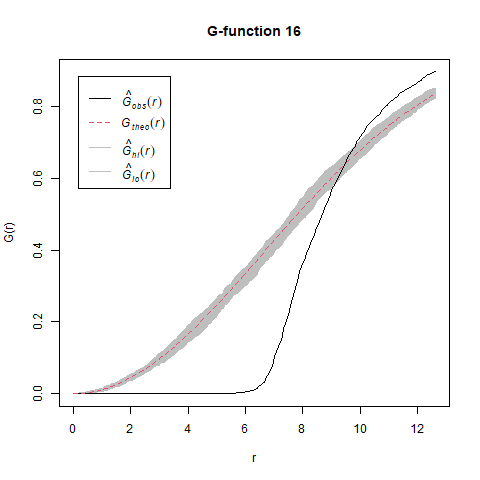 G-function 16
Ĝobs(r)
Gtheo(r)
Ĝhi(r)
Ĝlo(r)
G(r)
0.8
0.6
0.4
0.2
0.0
0 2 4 6 8 10 12
r